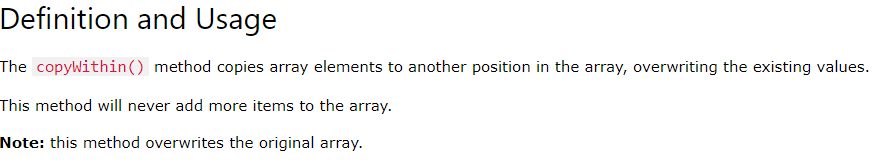 Definition and Usage
The copyWithin() method copies array elements to another position in the array, overwriting the existing values.
This method will never add more items to the array.
Note: this method overwrites the original array.